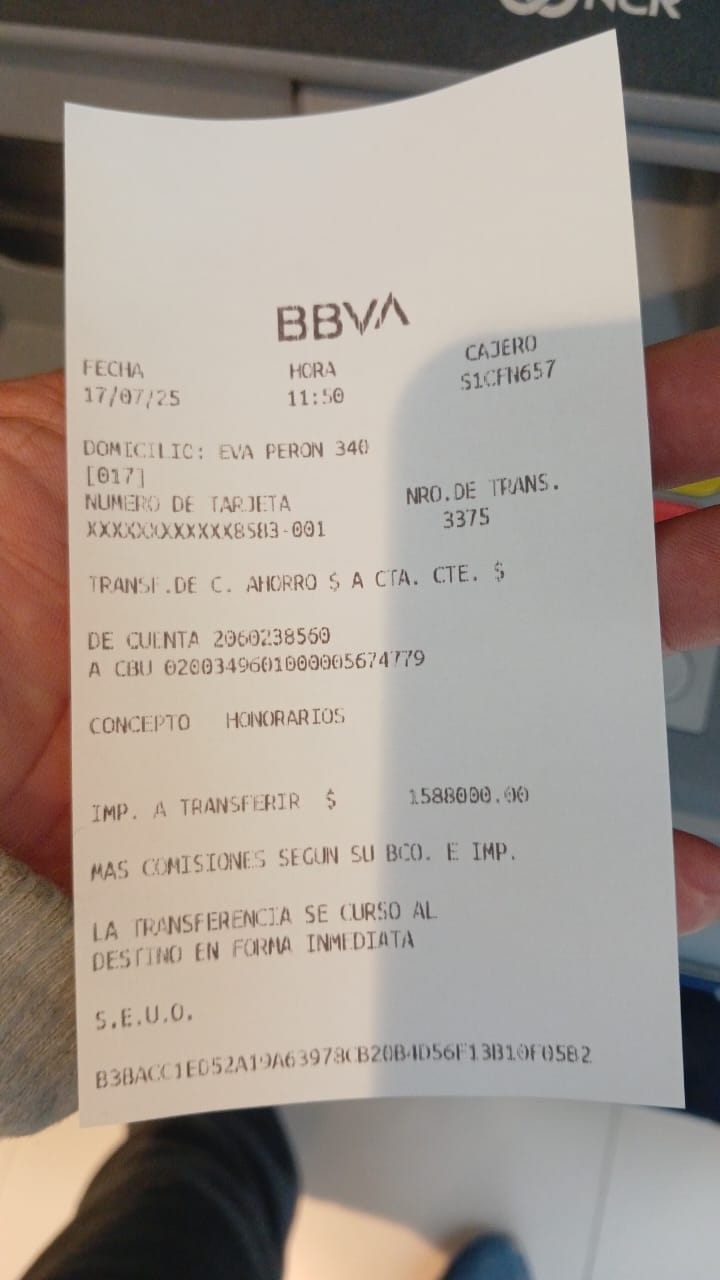 NCR
BBVA
FECHA HORA CAJERO
17/07/25 11:50 S1CFN657
DOMICILIC: EVA PERON 340
[017]
NUMERO DE TARJETA NRO.DE TRANS.
XXXXXXXXXXXX8583-001 3375
TRANSF.DE C. AHORRO $ A CTA. CTE. $
DE CUENTA 2060238560
A CBU 0200349601000005674779
CONCEPTO HONORARIOS
IMP. A TRANSFERIR $ 1588000.00
MAS COMISIONES SEGUN SU BCO. E IMP.
LA TRANSFERENCIA SE CURSO AL
DESTINO EN FORMA INMEDIATA
S.E.U.O.
B3BACC1ED52A19A63978CB20B4D56F13B10F05B2